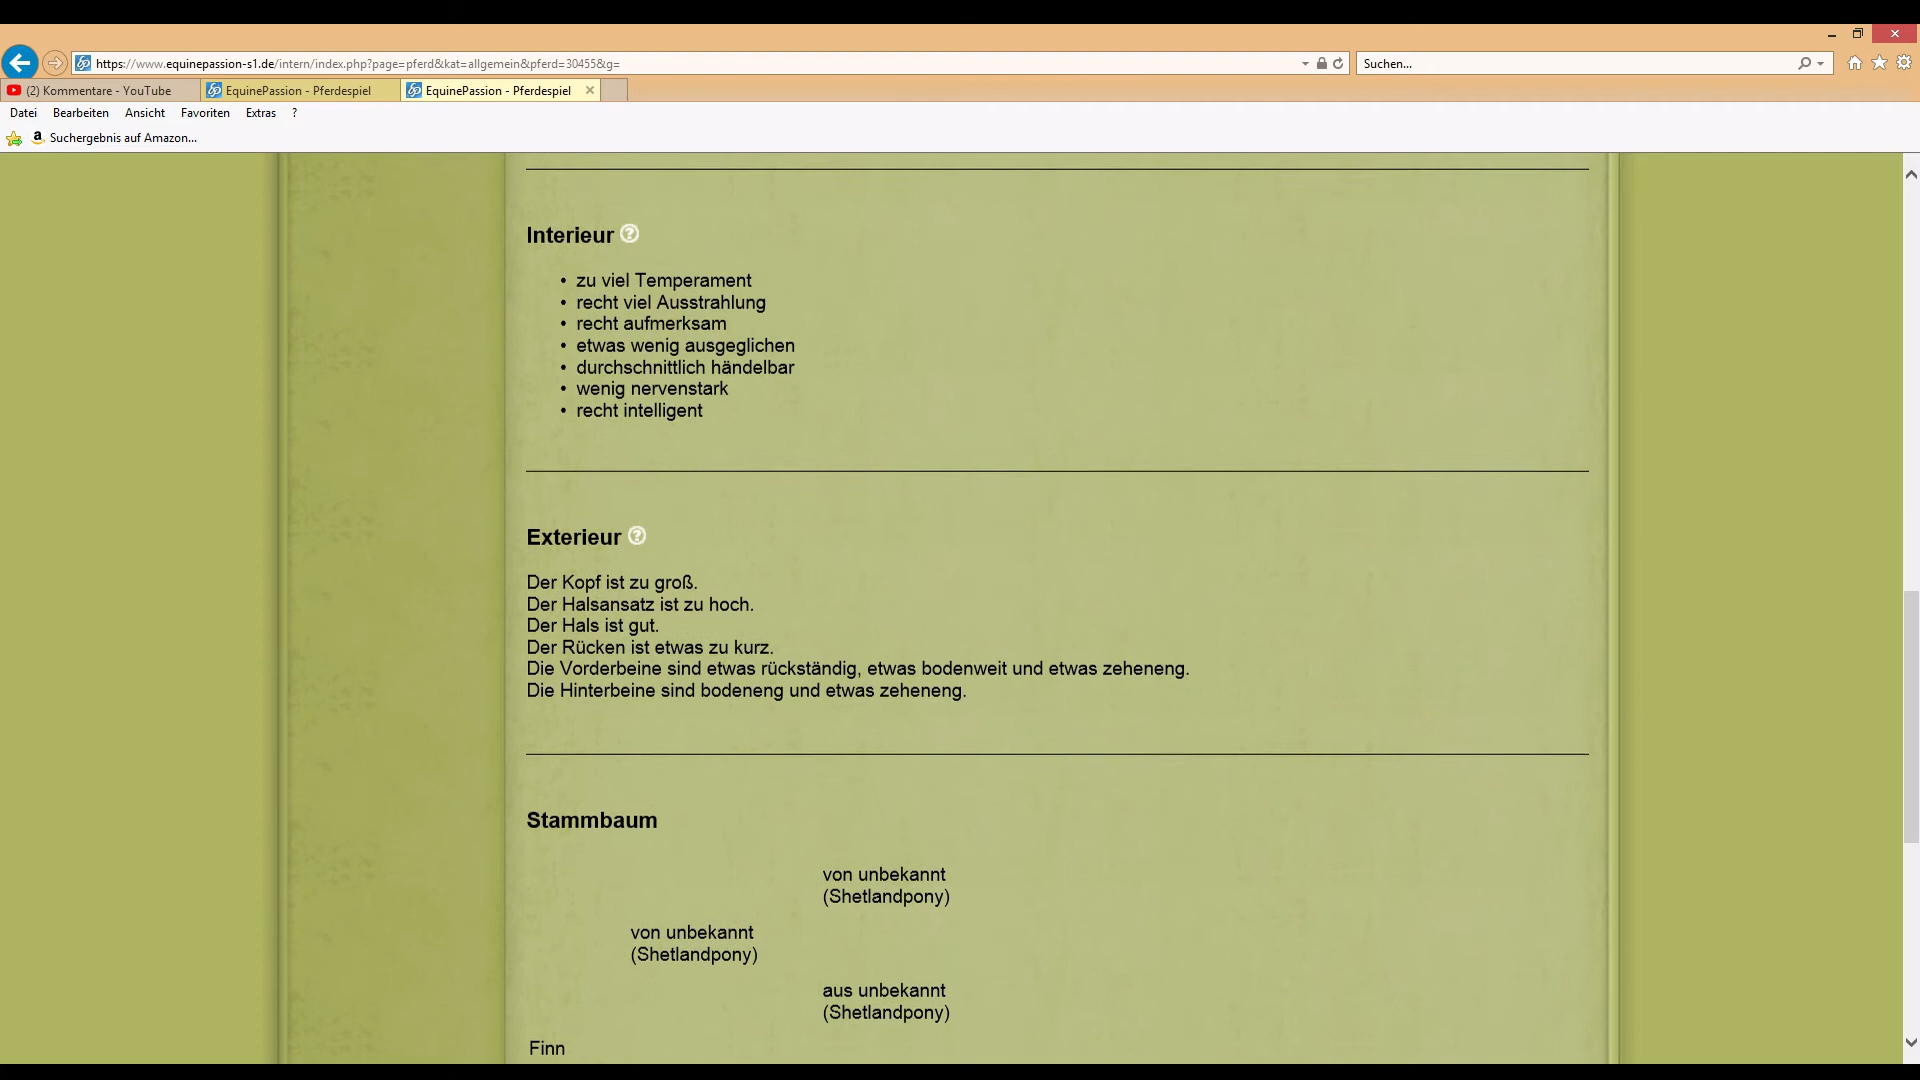 https://www.equinepassion-s1.de/intern/index.php?page=pferd&kat=allgemein&pferd=30455&g=
Suchen...
(2) Kommentare - YouTube
EquinePassion - Pferdespiel
EquinePassion - Pferdespiel
Datei Bearbeiten Ansicht Favoriten Extras ?
a Suchergebnis auf Amazon...
Interieur ?
• zu viel Temperament
• recht viel Ausstrahlung
• recht aufmerksam
• etwas wenig ausgeglichen
• durchschnittlich händelbar
• wenig nervenstark
• recht intelligent
Exterieur ?
Der Kopf ist zu groß.
Der Halsansatz ist zu hoch.
Der Hals ist gut.
Der Rücken ist etwas zu kurz.
Die Vorderbeine sind etwas rückständig, etwas bodenweit und etwas zeheneng.
Die Hinterbeine sind bodeneng und etwas zeheneng.
Stammbaum
von unbekannt
(Shetlandpony)
von unbekannt
(Shetlandpony)
aus unbekannt
(Shetlandpony)
Finn